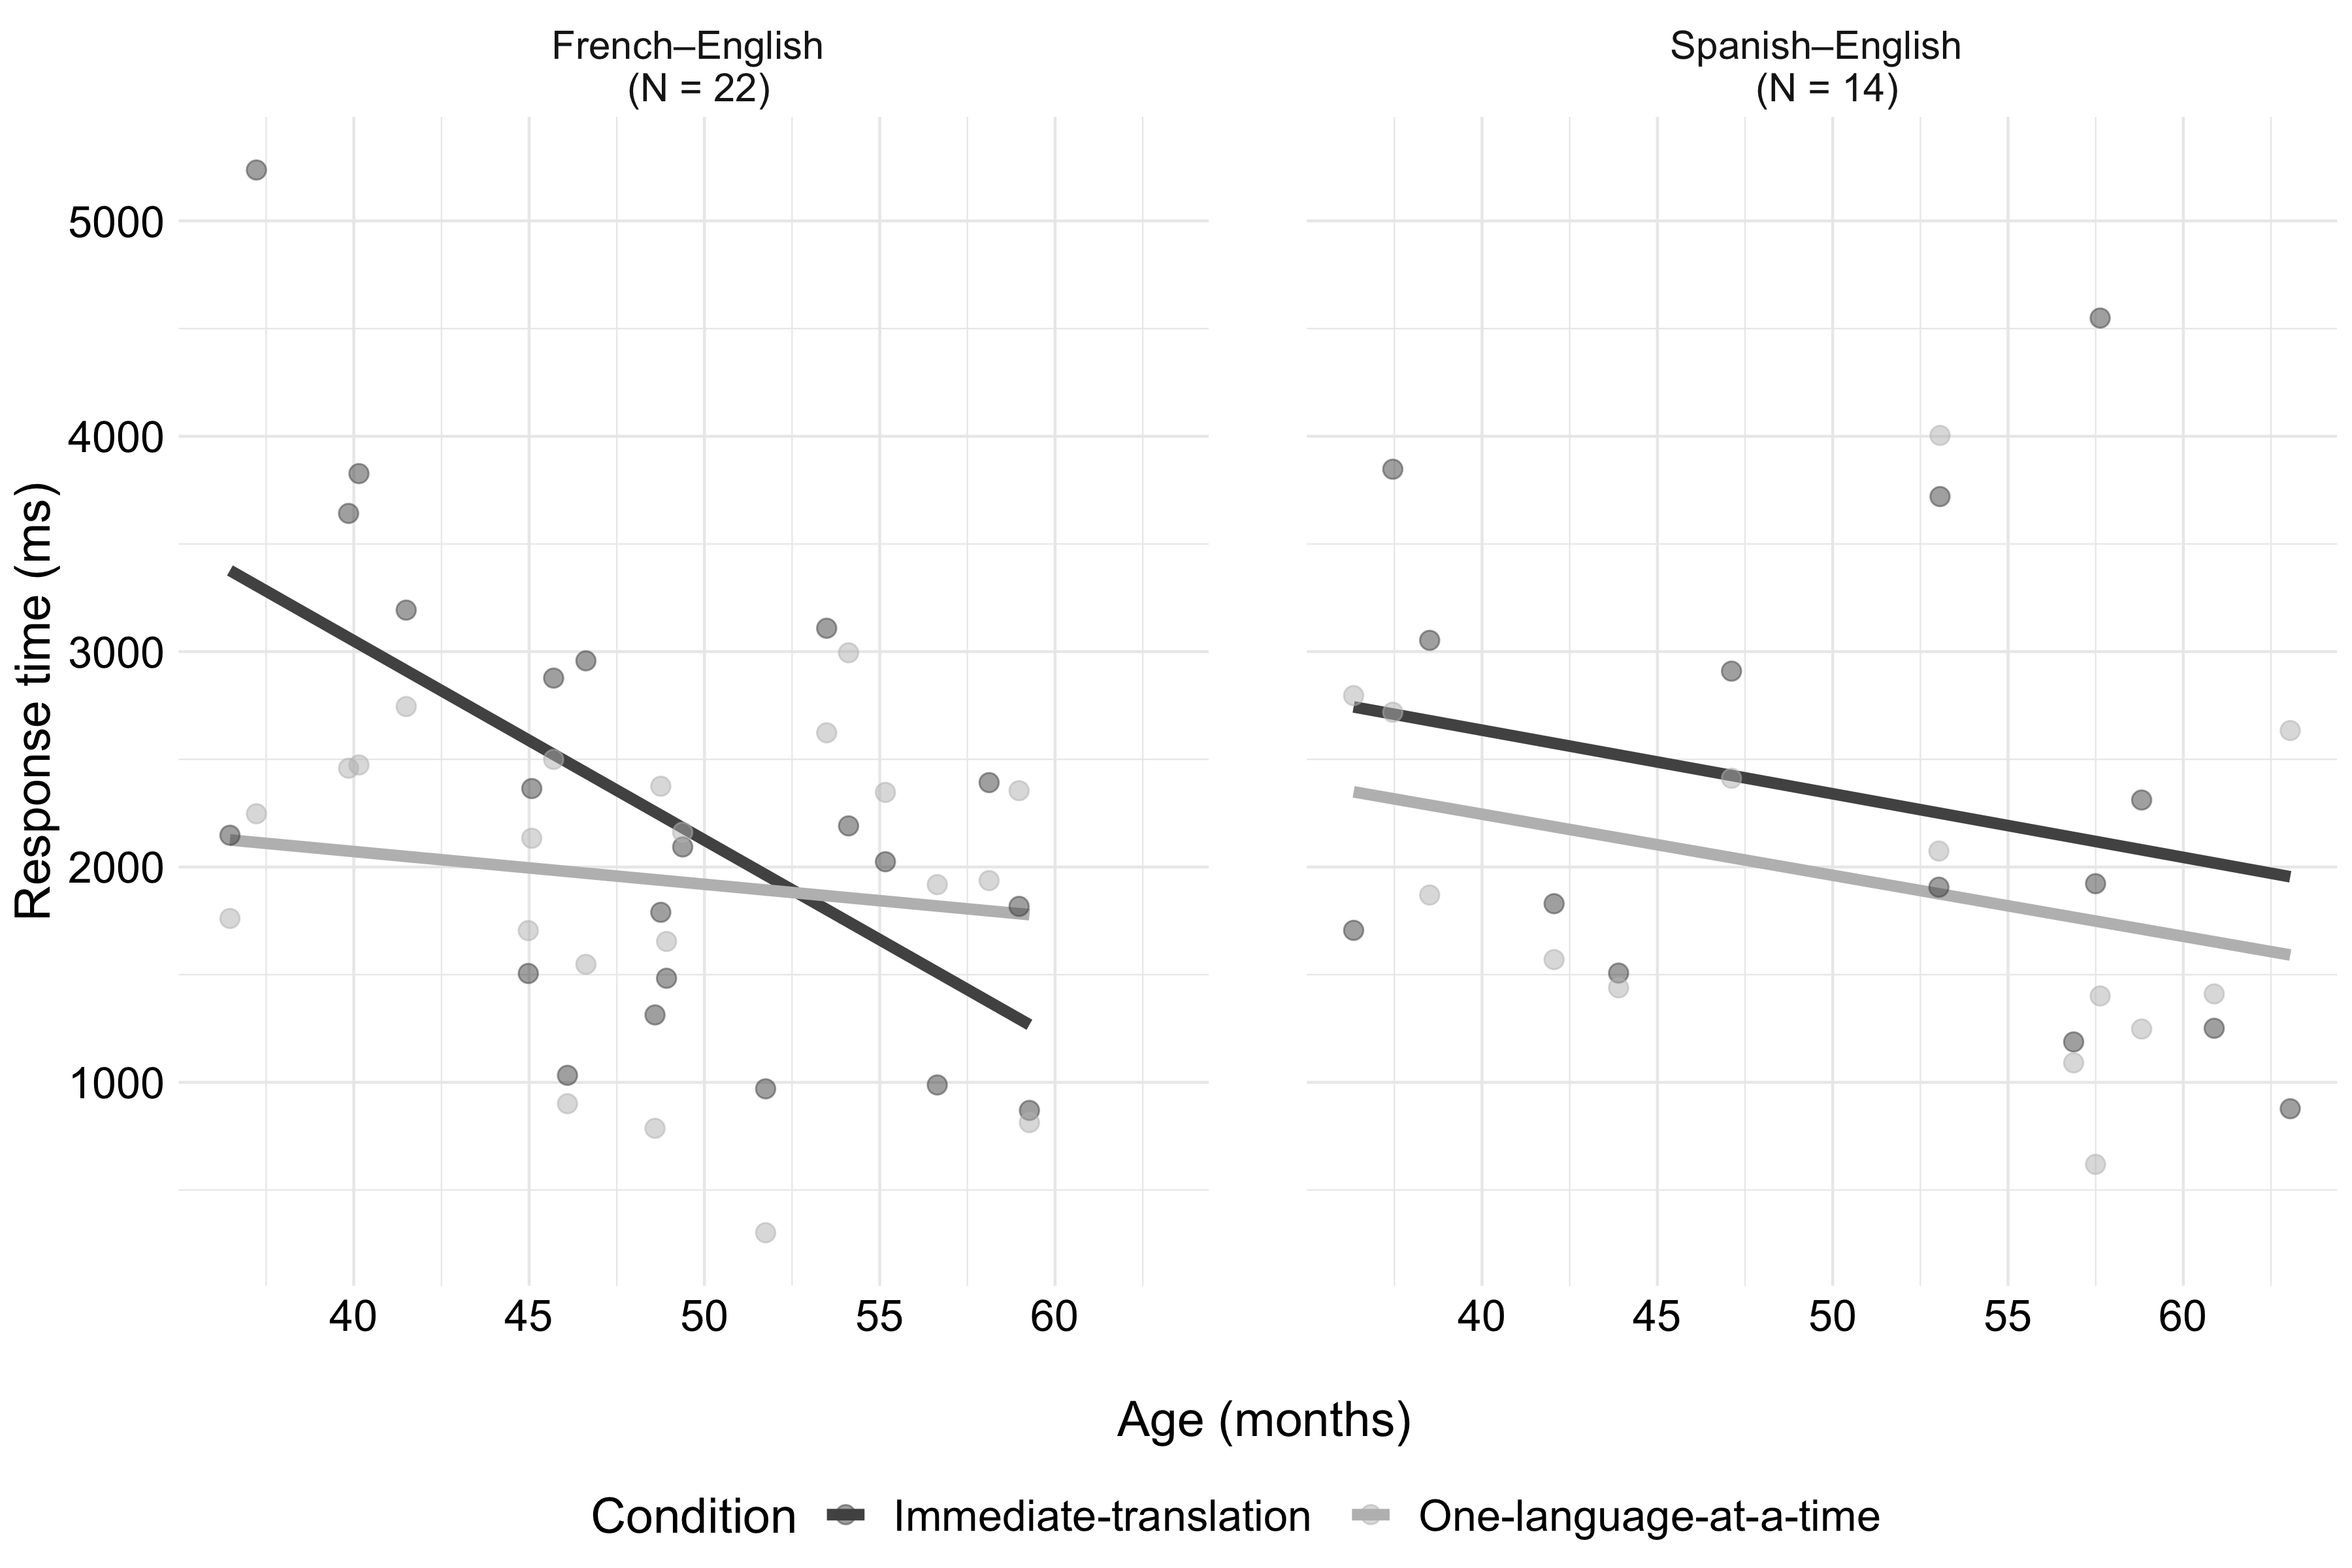 French–English
(N = 22)
Spanish–English
(N = 14)
Response time (ms)
5000
4000
3000
2000
1000
40 45 50 55 60
40 45 50 55 60
Age (months)
Condition Immediate-translation One-language-at-a-time